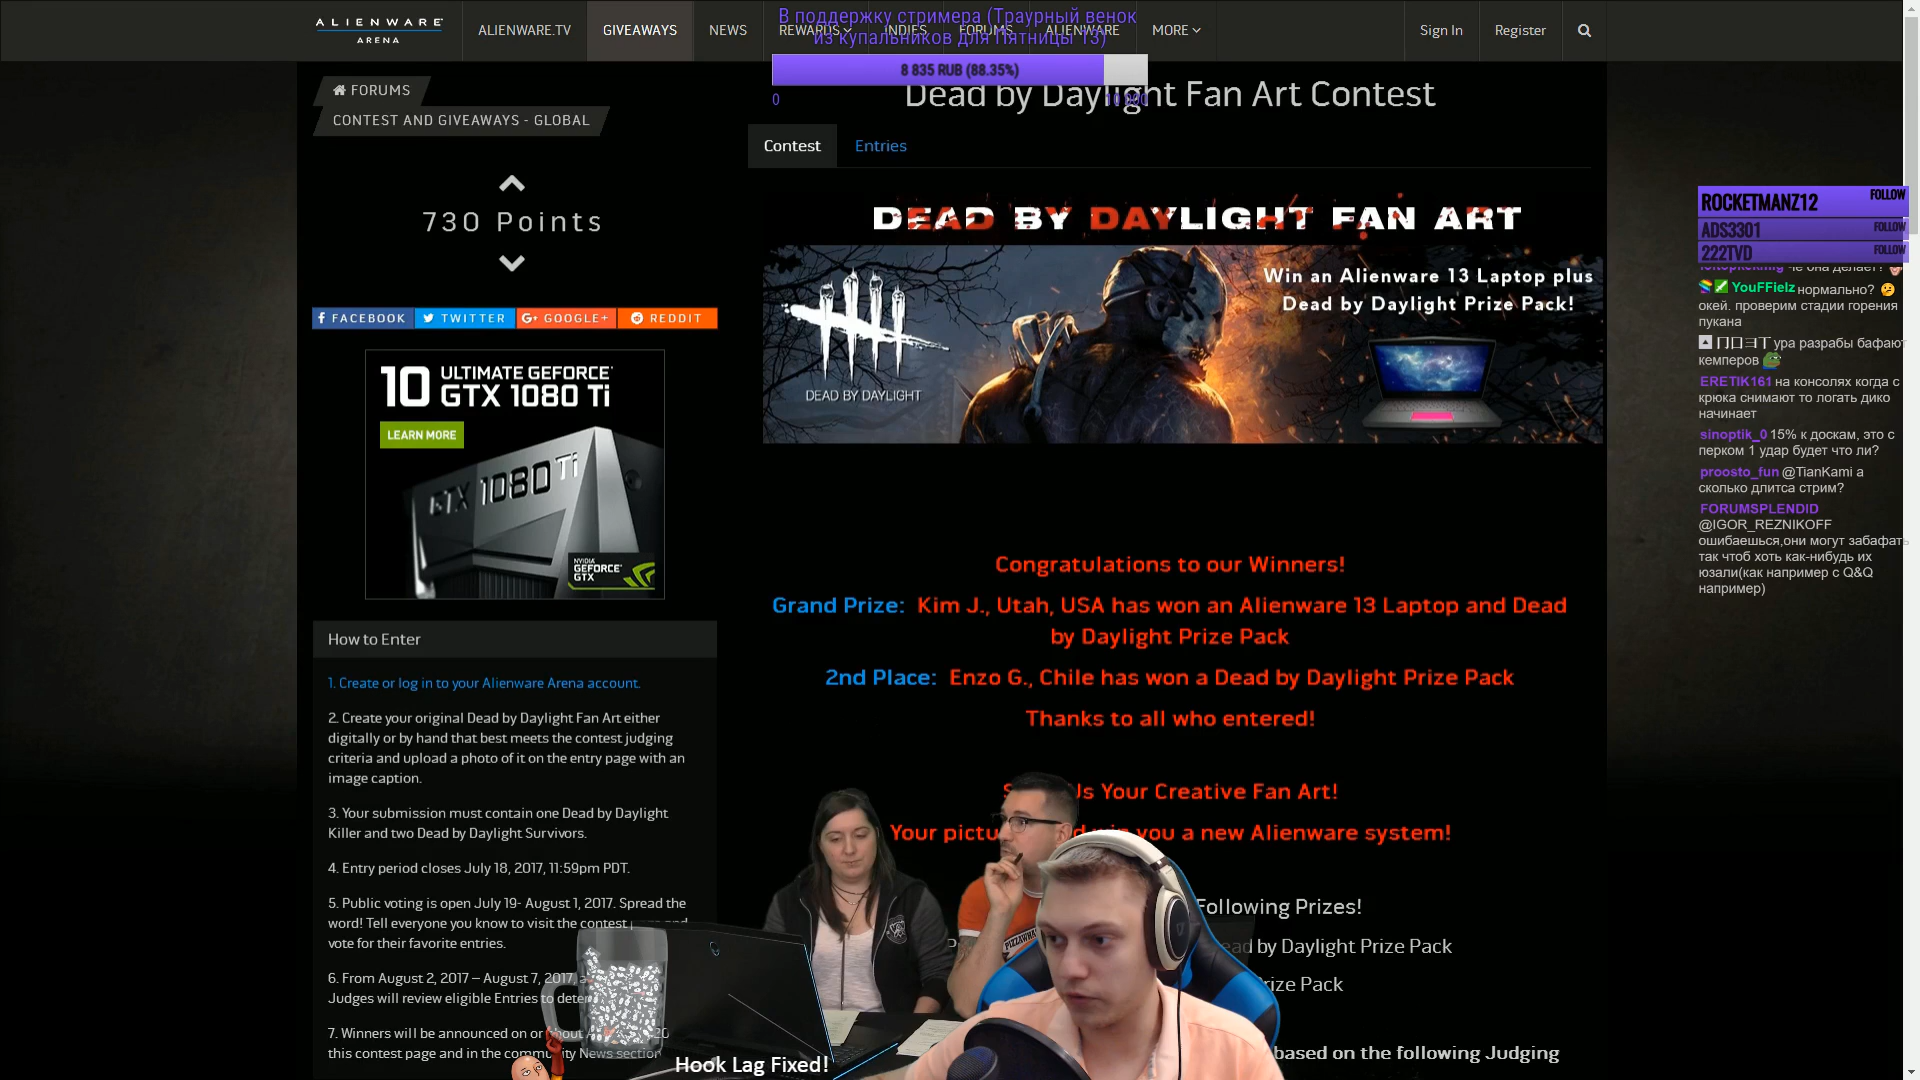 ALIENWARE
ARENA
ALIENWARE.TV
GIVEAWAYS
NEWS
REWARDS
INDIES
FORUMS
ALIENWARE
MORE
Sign In
Register
В поддержку стримера (Траурный венок
из купальников для Пятницы 13)
8 835 RUB (88.35%)
0
10 000
FORUMS
CONTEST AND GIVEAWAYS - GLOBAL
730 Points
FACEBOOK
TWITTER
GOOGLE+
REDDIT
10 ULTIMATE GEFORCE
GTX 1080 Ti
LEARN MORE
GTX 1080 Ti
NVIDIA
GEFORCE
GTX
How to Enter
1. Create or log in to your Alienware Arena account.
2. Create your original Dead by Daylight Fan Art either
digitally or by hand that best meets the contest judging
criteria and upload a photo of it on the entry page with an
image caption.
3. Your submission must contain one Dead by Daylight
Killer and two Dead by Daylight Survivors.
4. Entry period closes July 18, 2017, 11:59pm PDT.
5. Public voting is open July 19- August 1, 2017. Spread the
word! Tell everyone you know to visit the contest
vote for their favorite entries.
6. From August 2, 2017 – August 7, 2017,
Judges will review eligible Entries to
7. Winners will be announced on or about
this contest page and in the community News section
Dead by Daylight Fan Art Contest
Contest
Entries
DEAD BY DAYLIGHT FAN ART
Win an Alienware 13 Laptop plus
Dead by Daylight Prize Pack!
DEAD BY DAYLIGHT
Congratulations to our Winners!
Grand Prize: Kim J., Utah, USA has won an Alienware 13 Laptop and Dead
by Daylight Prize Pack
2nd Place: Enzo G., Chile has won a Dead by Daylight Prize Pack
Thanks to all who entered!
Us Your Creative Fan Art!
Your you a new Alienware system!
Following Prizes!
by Daylight Prize Pack
Pack
based on the following Judging
Hook Lag Fixed!
ROCKETMANZ12 FOLLOW
ADS3301 FOLLOW
222TVD FOLLOW
че она делает?
YouFFielz нормально?
окей. проверим стадии горения
пукана
ура разрабы бафают
кемперов
ERETIK161 на консолях когда с
крюка снимают то логать дико
начинает
sinoptik_0 15% к доскам, это с
перком 1 удар будет что ли?
proosto_fun @TianKami а
сколько длитса стрим?
FORUMSPLENDID
@IGOR_REZNIKOFF
ошибаешься,они могут забафать
так чтоб хоть как-нибудь их
юзали(как например с Q&Q
например)